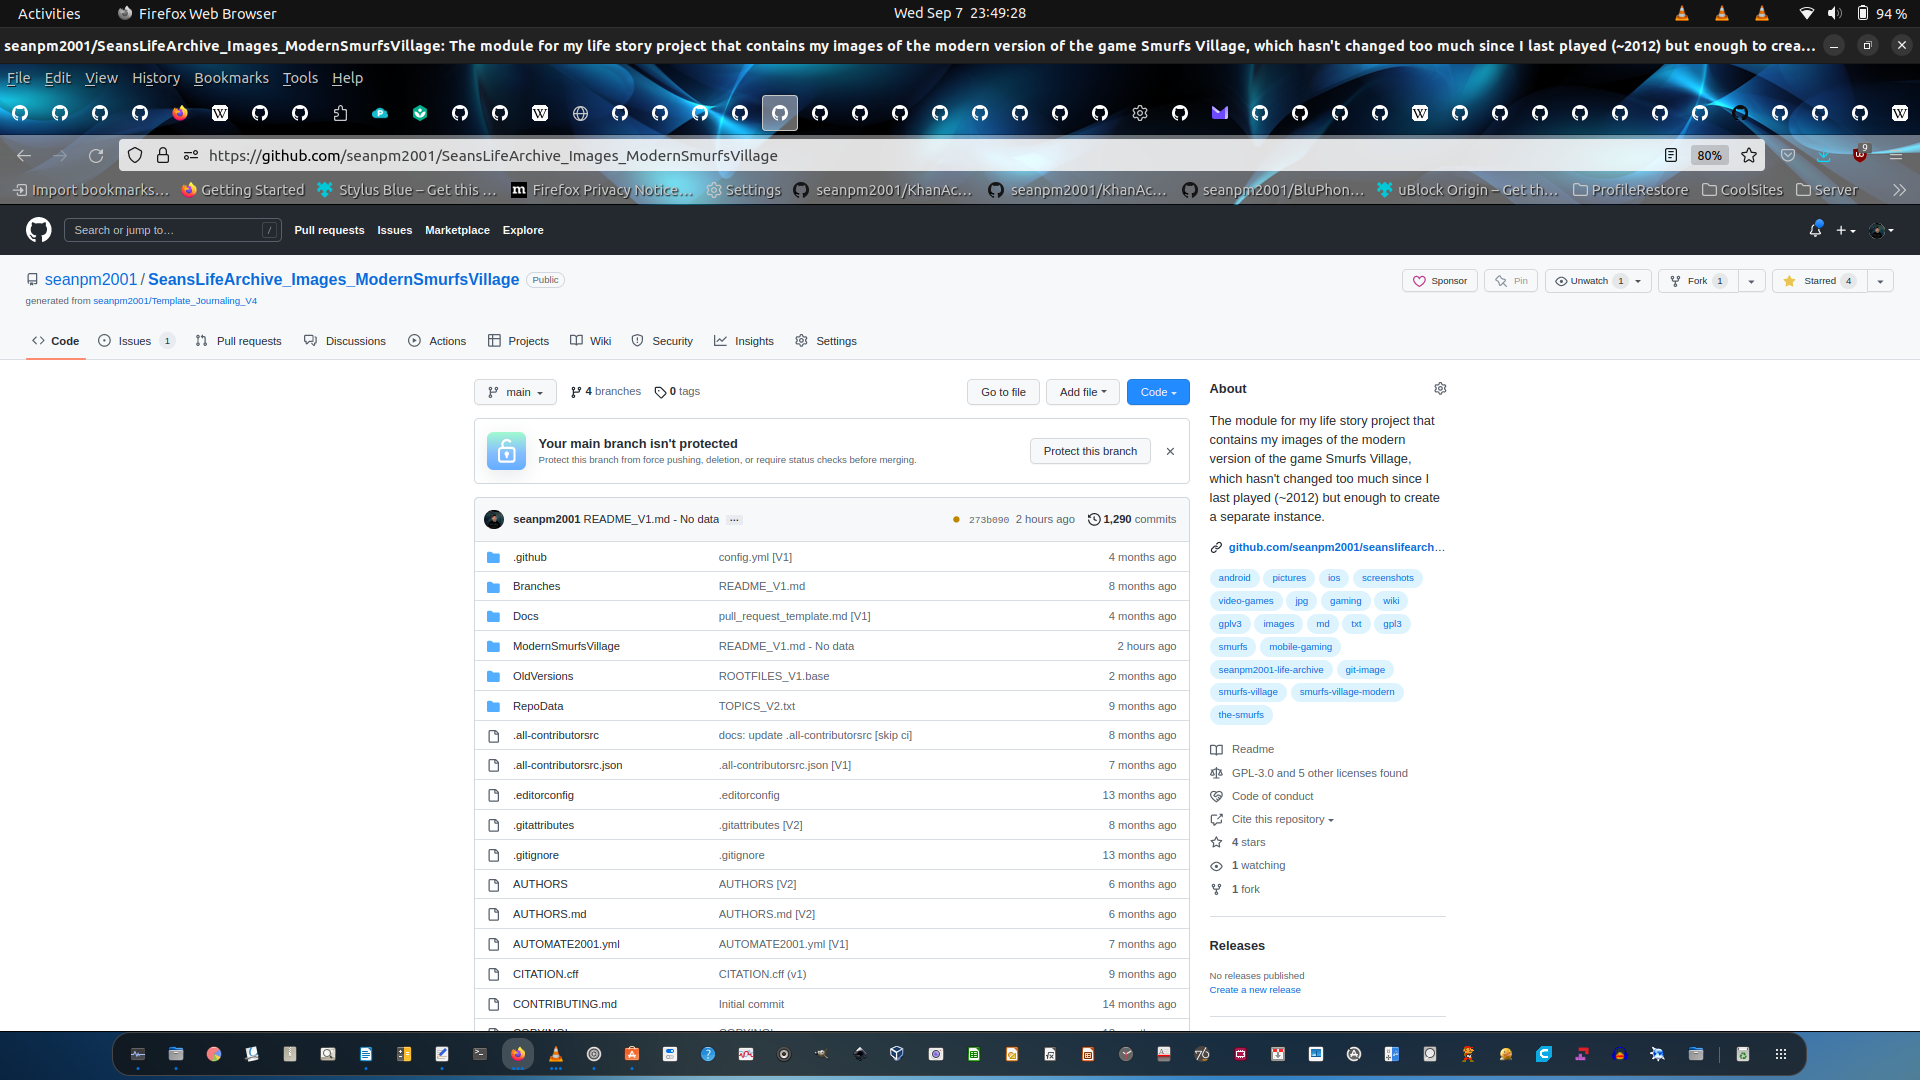 Activities
Firefox Web Browser
Wed Sep 7 23:49:28
94 %
seanpm2001/SeansLifeArchive_Images_ModernSmurfsVillage: The module for my life story project that contains my images of the modern version of the game Smurfs Village, which hasn't changed too much since I last played (~2012) but enough to crea…
File Edit View History Bookmarks Tools Help
https://github.com/seanpm2001/SeansLifeArchive_Images_ModernSmurfsVillage
80%
9
Import bookmarks… Getting Started Stylus Blue – Get this … Firefox Privacy Notice… Settings seanpm2001/KhanAc… seanpm2001/KhanAc… seanpm2001/BluPhon… uBlock Origin – Get th… ProfileRestore CoolSites Server
Search or jump to… /
Pull requests Issues Marketplace Explore
seanpm2001 / SeansLifeArchive_Images_ModernSmurfsVillage Public
generated from seanpm2001/Template_Journaling_V4
Sponsor Pin Unwatch 1 Fork 1 Starred 4
Code Issues 1 Pull requests Discussions Actions Projects Wiki Security Insights Settings
main 4 branches 0 tags
Go to file Add file Code
Your main branch isn't protected
Protect this branch from force pushing, deletion, or require status checks before merging.
Protect this branch
seanpm2001 README_V1.md - No data … 273b090 2 hours ago 1,290 commits
.github config.yml [V1] 4 months ago
Branches README_V1.md 8 months ago
Docs pull_request_template.md [V1] 4 months ago
ModernSmurfsVillage README_V1.md - No data 2 hours ago
OldVersions ROOTFILES_V1.base 2 months ago
RepoData TOPICS_V2.txt 9 months ago
.all-contributorsrc docs: update .all-contributorsrc [skip ci] 8 months ago
.all-contributorsrc.json .all-contributorsrc.json [V1] 7 months ago
.editorconfig .editorconfig 13 months ago
.gitattributes .gitattributes [V2] 8 months ago
.gitignore .gitignore 13 months ago
AUTHORS AUTHORS [V2] 6 months ago
AUTHORS.md AUTHORS.md [V2] 6 months ago
AUTOMATE2001.yml AUTOMATE2001.yml [V1] 7 months ago
CITATION.cff CITATION.cff (v1) 9 months ago
CONTRIBUTING.md Initial commit 14 months ago
About
The module for my life story project that
contains my images of the modern
version of the game Smurfs Village,
which hasn't changed too much since I
last played (~2012) but enough to create
a separate instance.
github.com/seanpm2001/seanslifearch…
android pictures ios screenshots
video-games jpg gaming wiki
gplv3 images md txt gpl3
smurfs mobile-gaming
seanpm2001-life-archive git-image
smurfs-village smurfs-village-modern
the-smurfs
Readme
GPL-3.0 and 5 other licenses found
Code of conduct
Cite this repository
4 stars
1 watching
1 fork
Releases
No releases published
Create a new release